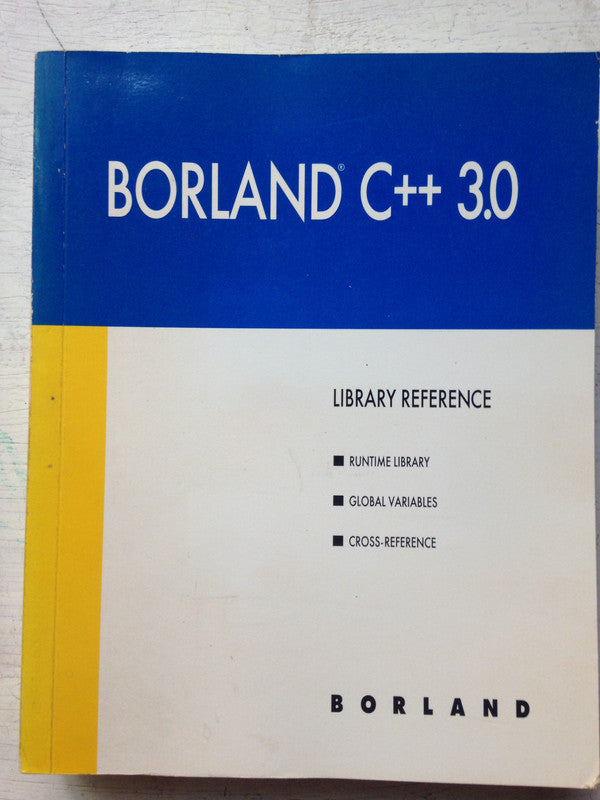 BORLAND® C++ 3.0
LIBRARY REFERENCE
■ RUNTIME LIBRARY
■ GLOBAL VARIABLES
■ CROSS-REFERENCE
BORLAND